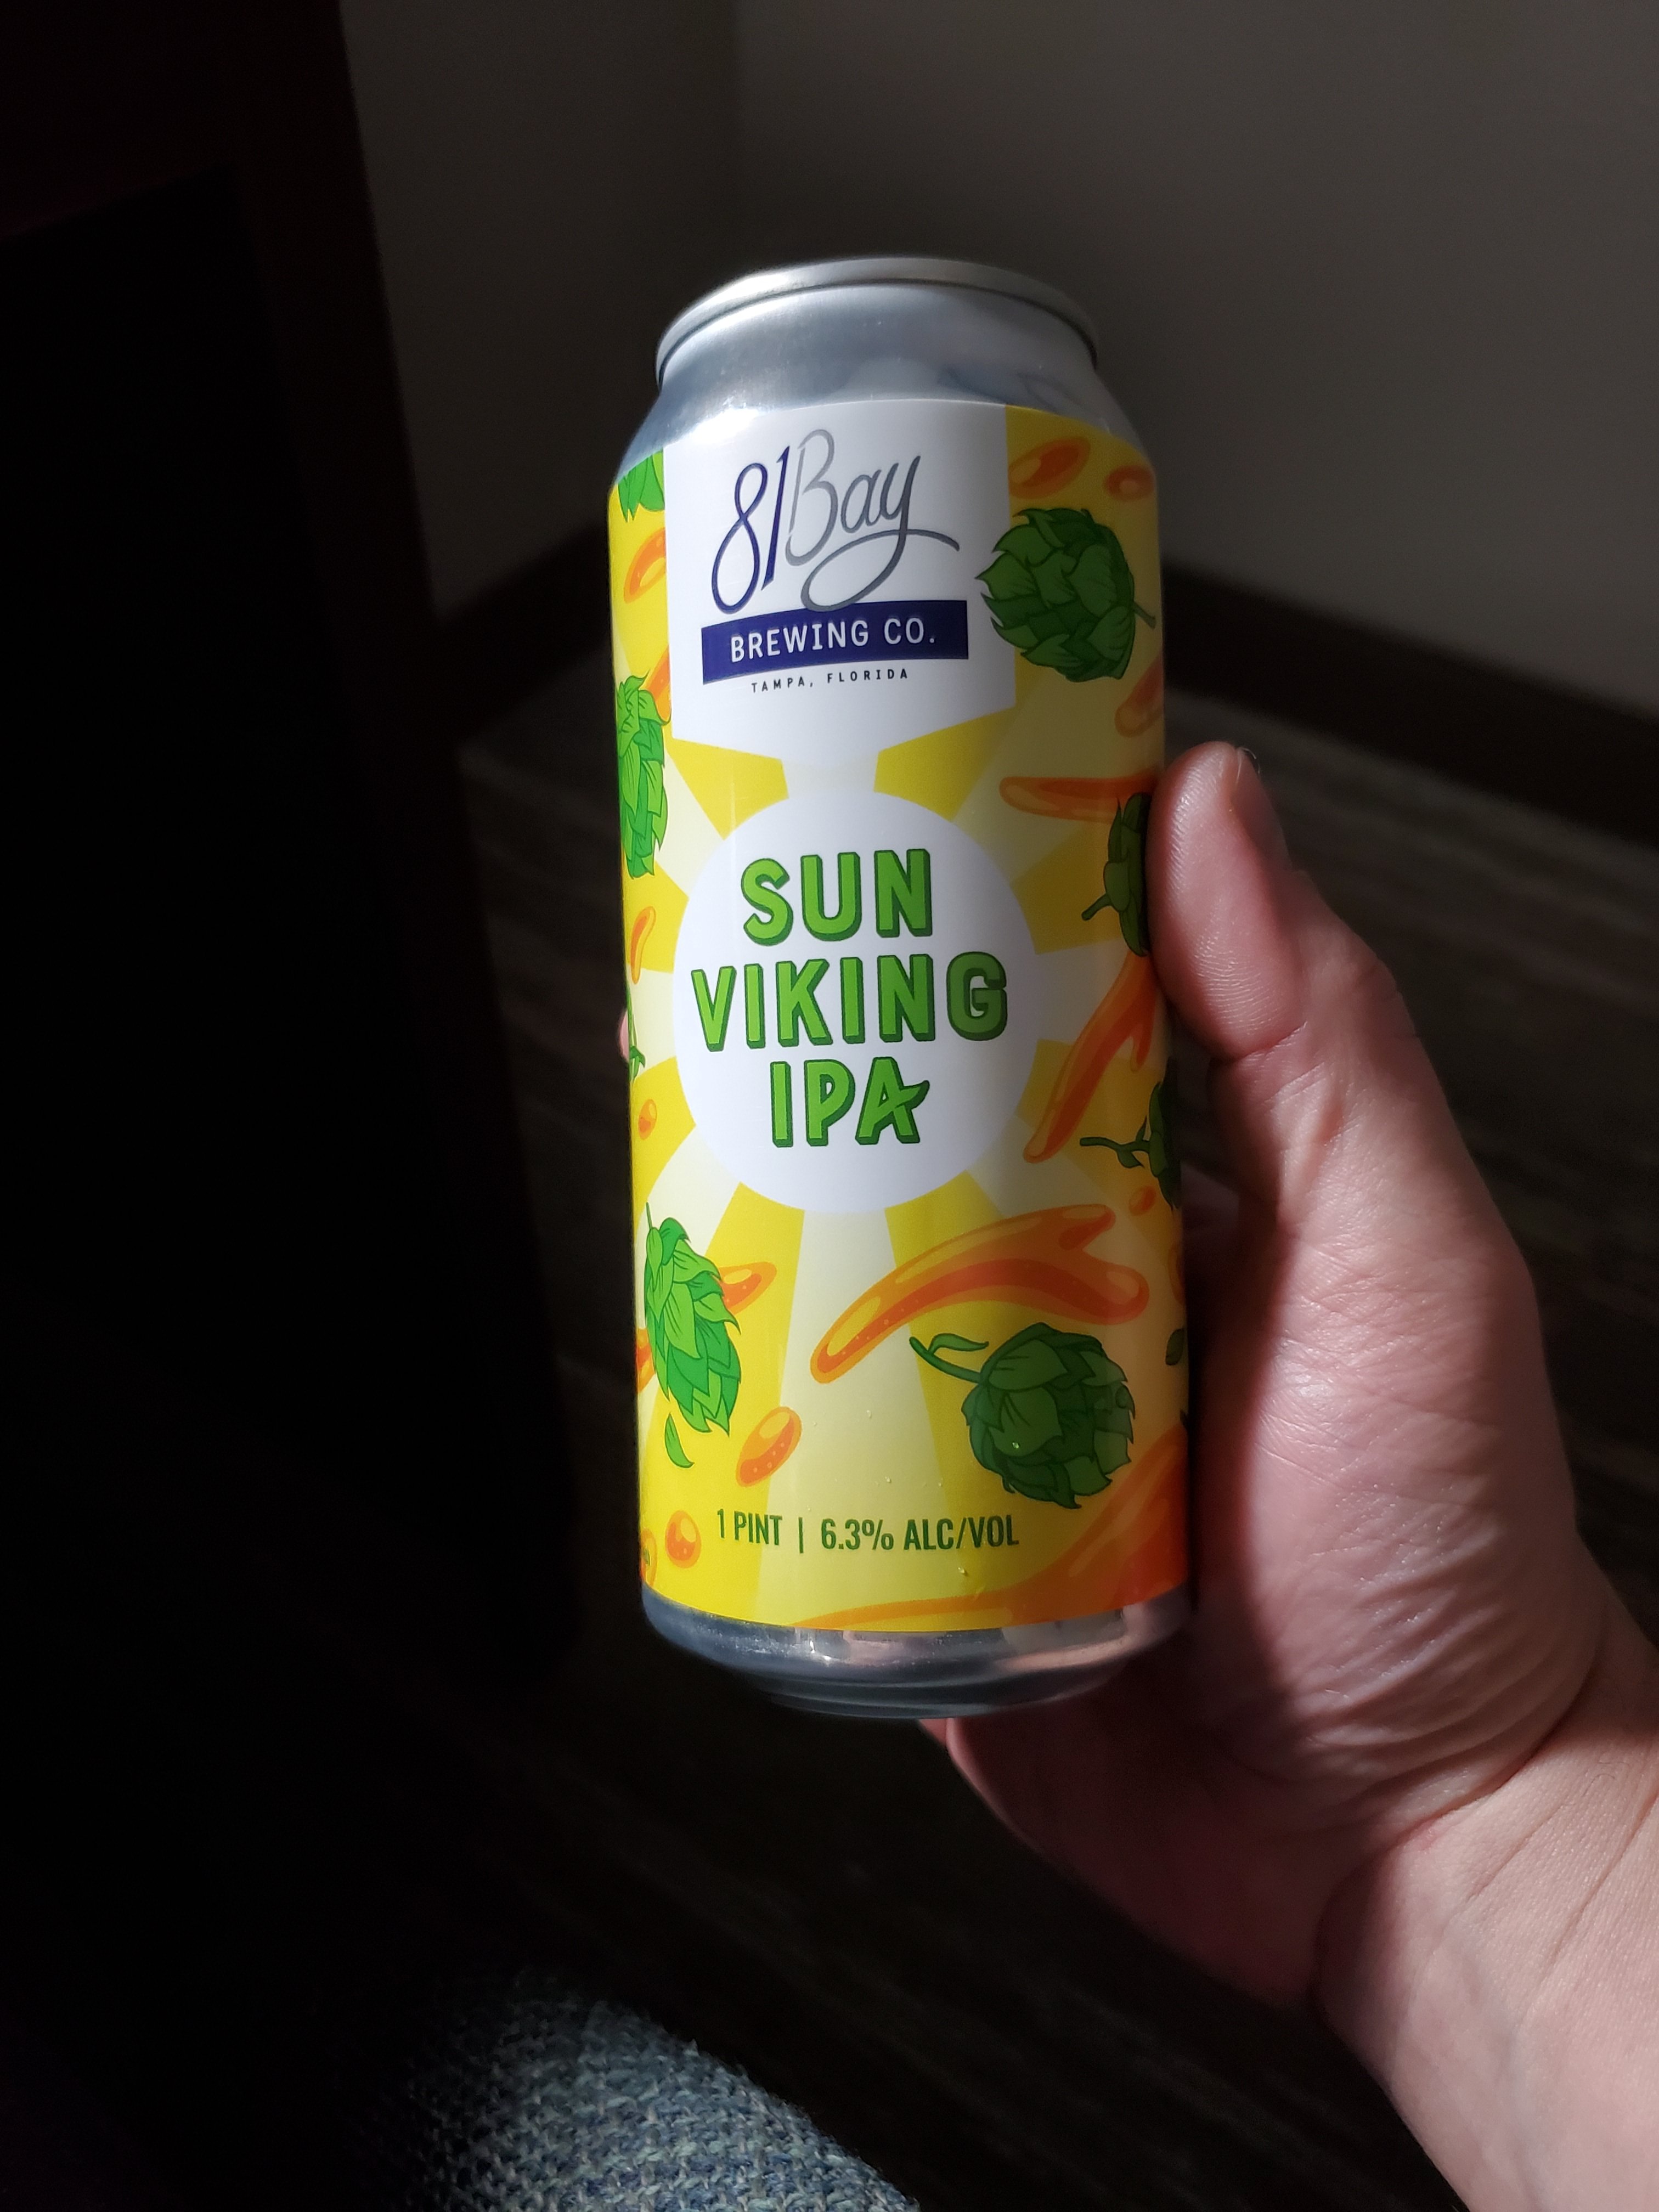 81Bay
BREWING CO.
TAMPA, FLORIDA
SUN
VIKING
IPA
1 PINT | 6.3% ALC/VOL